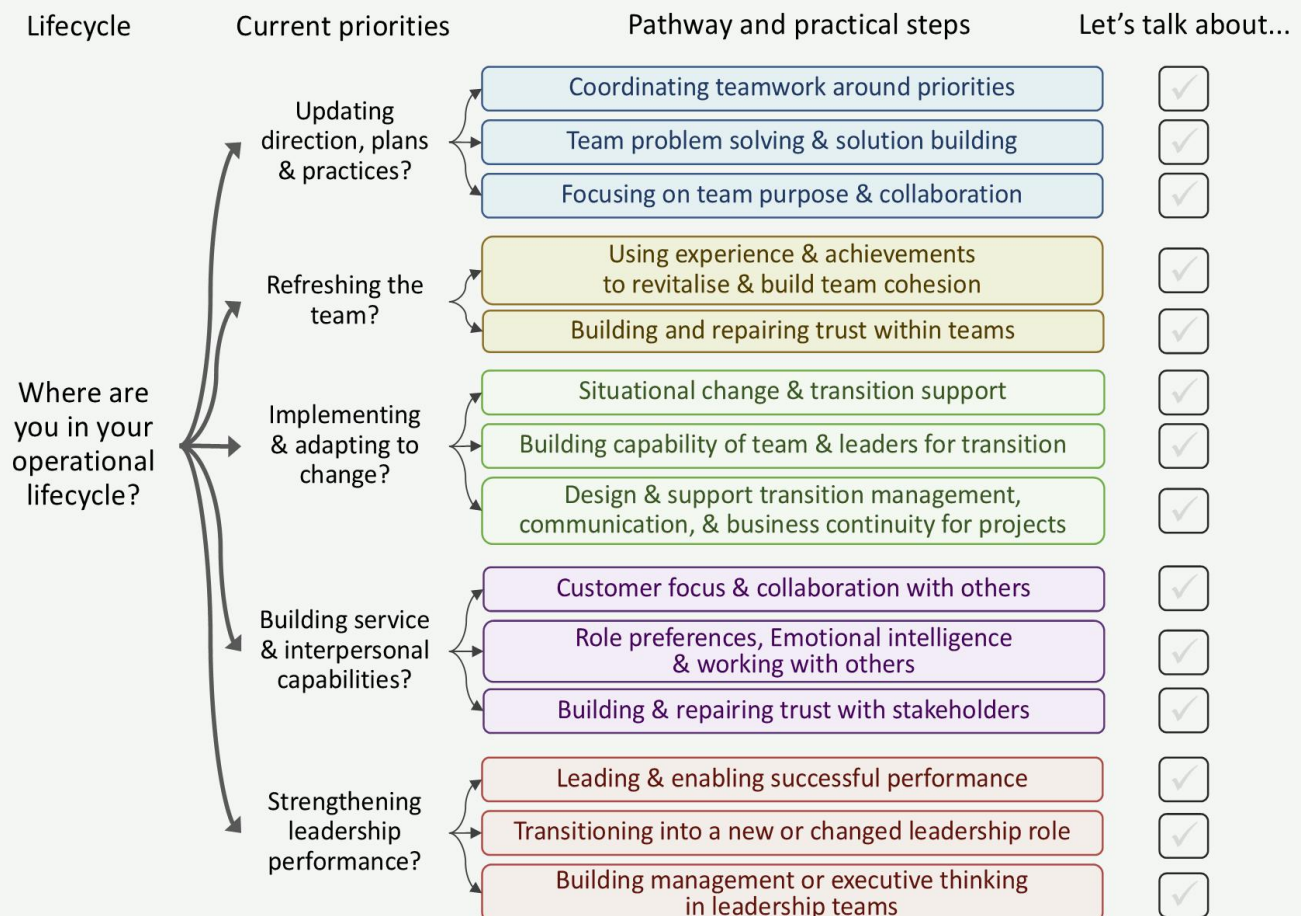 Lifecycle
Current priorities
Pathway and practical steps
Let's talk about...
Where are
you in your
operational
lifecycle?
Updating
direction, plans
& practices?
Coordinating teamwork around priorities
Team problem solving & solution building
Focusing on team purpose & collaboration
Refreshing the
team?
Using experience & achievements
to revitalise & build team cohesion
Building and repairing trust within teams
Implementing
& adapting to
change?
Situational change & transition support
Building capability of team & leaders for transition
Design & support transition management,
communication, & business continuity for projects
Building service
& interpersonal
capabilities?
Customer focus & collaboration with others
Role preferences, Emotional intelligence
& working with others
Building & repairing trust with stakeholders
Strengthening
leadership
performance?
Leading & enabling successful performance
Transitioning into a new or changed leadership role
Building management or executive thinking
in leadership teams